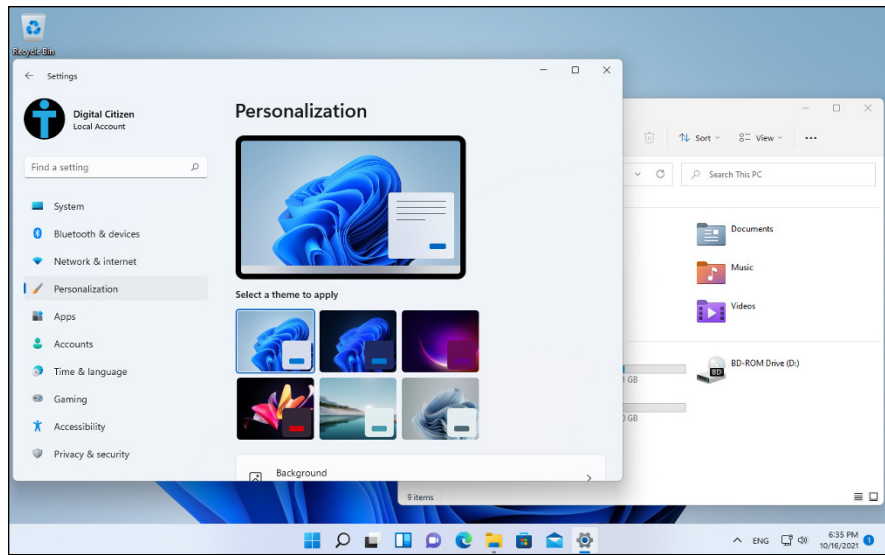 Recycle Bin
Settings
Digital Citizen
Local Account
Find a setting
System
Bluetooth & devices
Network & internet
Personalization
Apps
Accounts
Time & language
Gaming
Accessibility
Privacy & security
Personalization
Select a theme to apply
Background
Sort
View
Search This PC
Documents
Music
Videos
BD-ROM Drive (D:)
BD
GB
GB
9 items
ENG
6:35 PM
10/16/2021
1